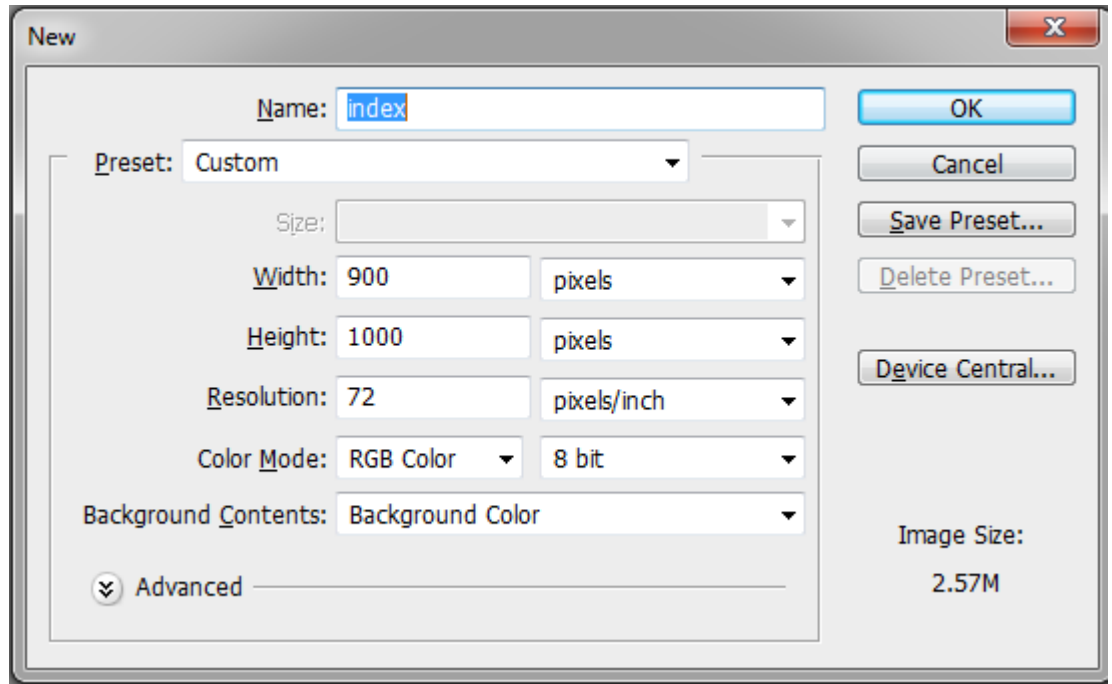 New
Name: index
OK
Preset: Custom
Cancel
Size:
Save Preset...
Width: 900 pixels
Delete Preset...
Height: 1000 pixels
Device Central...
Resolution: 72 pixels/inch
Color Mode: RGB Color 8 bit
Background Contents: Background Color
Image Size:
Advanced
2.57M